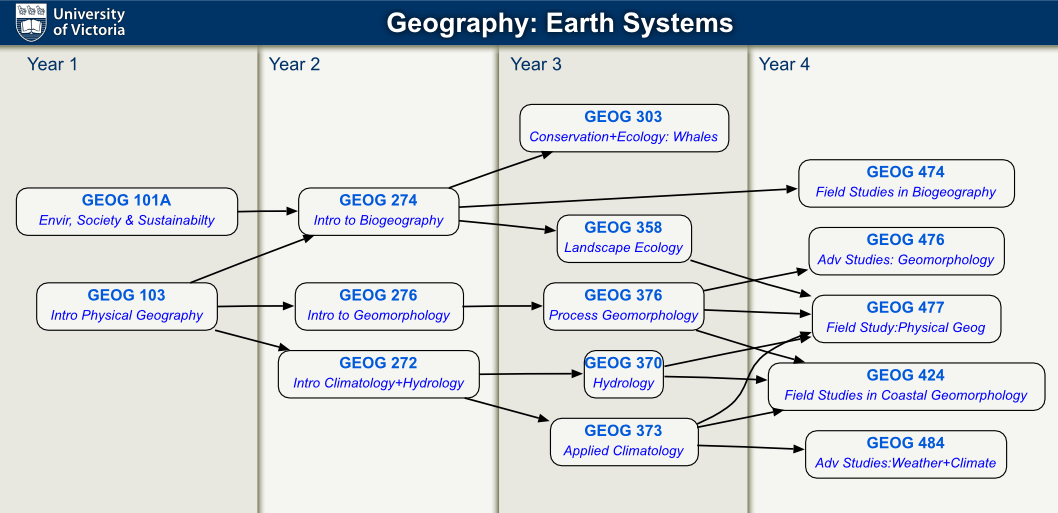 University
of Victoria
Geography: Earth Systems
Year 1
Year 2
Year 3
Year 4
GEOG 101A
Envir, Society & Sustainabilty
GEOG 103
Intro Physical Geography
GEOG 274
Intro to Biogeography
GEOG 276
Intro to Geomorphology
GEOG 272
Intro Climatology+Hydrology
GEOG 303
Conservation+Ecology: Whales
GEOG 358
Landscape Ecology
GEOG 376
Process Geomorphology
GEOG 370
Hydrology
GEOG 373
Applied Climatology
GEOG 474
Field Studies in Biogeography
GEOG 476
Adv Studies: Geomorphology
GEOG 477
Field Study:Physical Geog
GEOG 424
Field Studies in Coastal Geomorphology
GEOG 484
Adv Studies:Weather+Climate